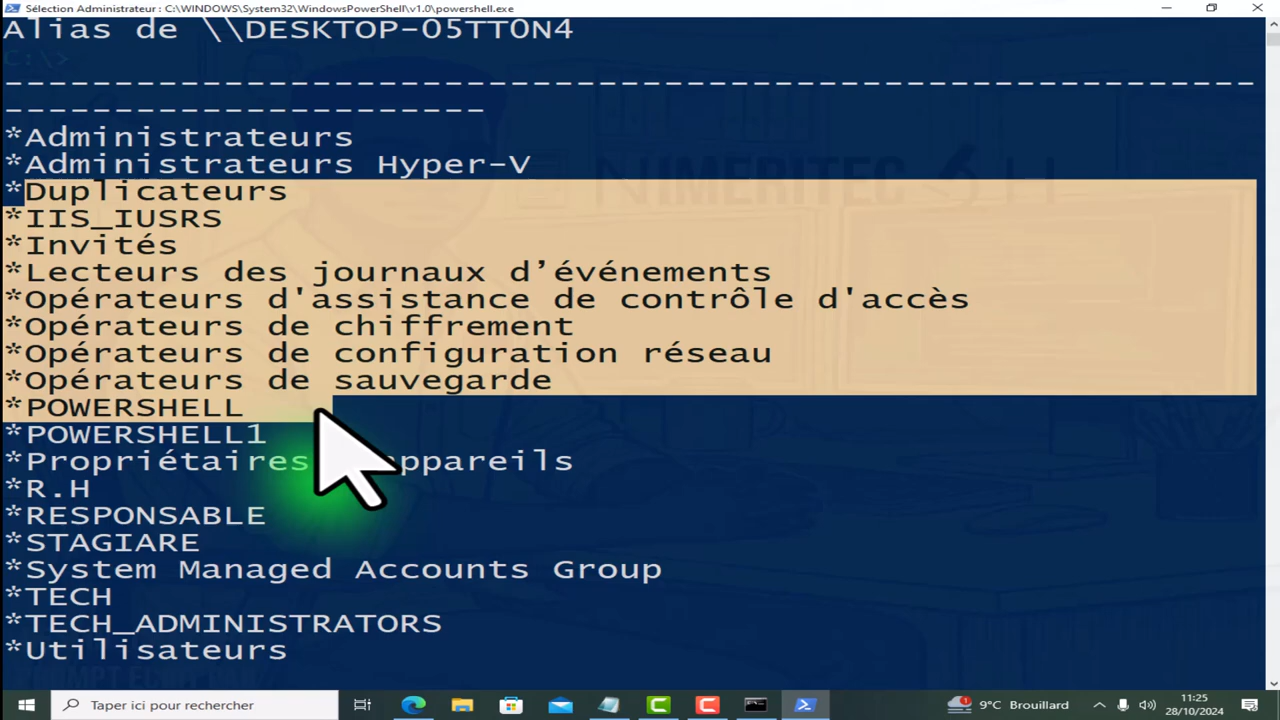 Sélection Administrateur : C:\WINDOWS\System32\WindowsPowerShell\v1.0\powershell.exe
Alias de \\DESKTOP-05TT0N4
C:\>
-------------------------------------------------------------------------------
*Administrateurs
*Administrateurs Hyper-V
*Duplicateurs
*IIS_IUSRS
*Invités
*Lecteurs des journaux d’événements
*Opérateurs d'assistance de contrôle d'accès
*Opérateurs de chiffrement
*Opérateurs de configuration réseau
*Opérateurs de sauvegarde
*POWERSHELL
*POWERSHELL1
*Propriétaires appareils
*R.H
*RESPONSABLE
*STAGIARE
*System Managed Accounts Group
*TECH
*TECH_ADMINISTRATORS
*Utilisateurs
Taper ici pour rechercher
9°C Brouillard
11:25
28/10/2024